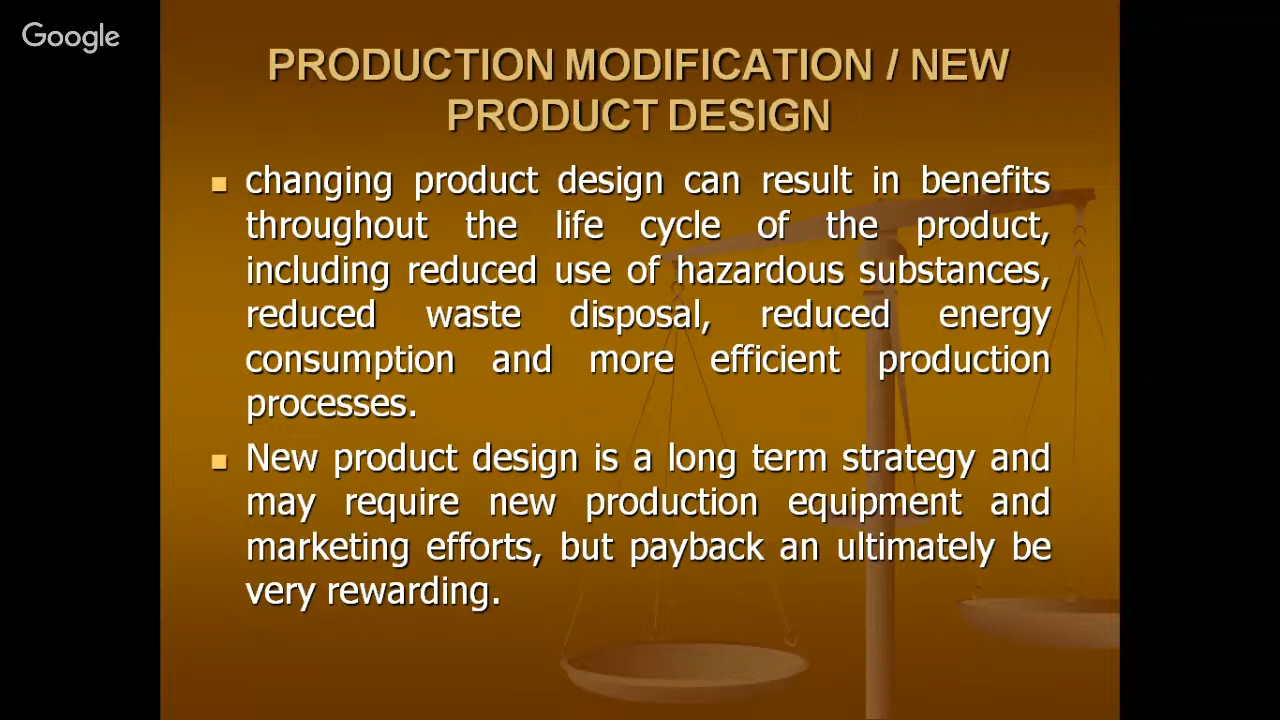 Google
PRODUCTION MODIFICATION / NEW
PRODUCT DESIGN
changing product design can result in benefits
throughout the life cycle of the product,
including reduced use of hazardous substances,
reduced waste disposal, reduced energy
consumption and more efficient production
processes.
New product design is a long term strategy and
may require new production equipment and
marketing efforts, but payback an ultimately be
very rewarding.